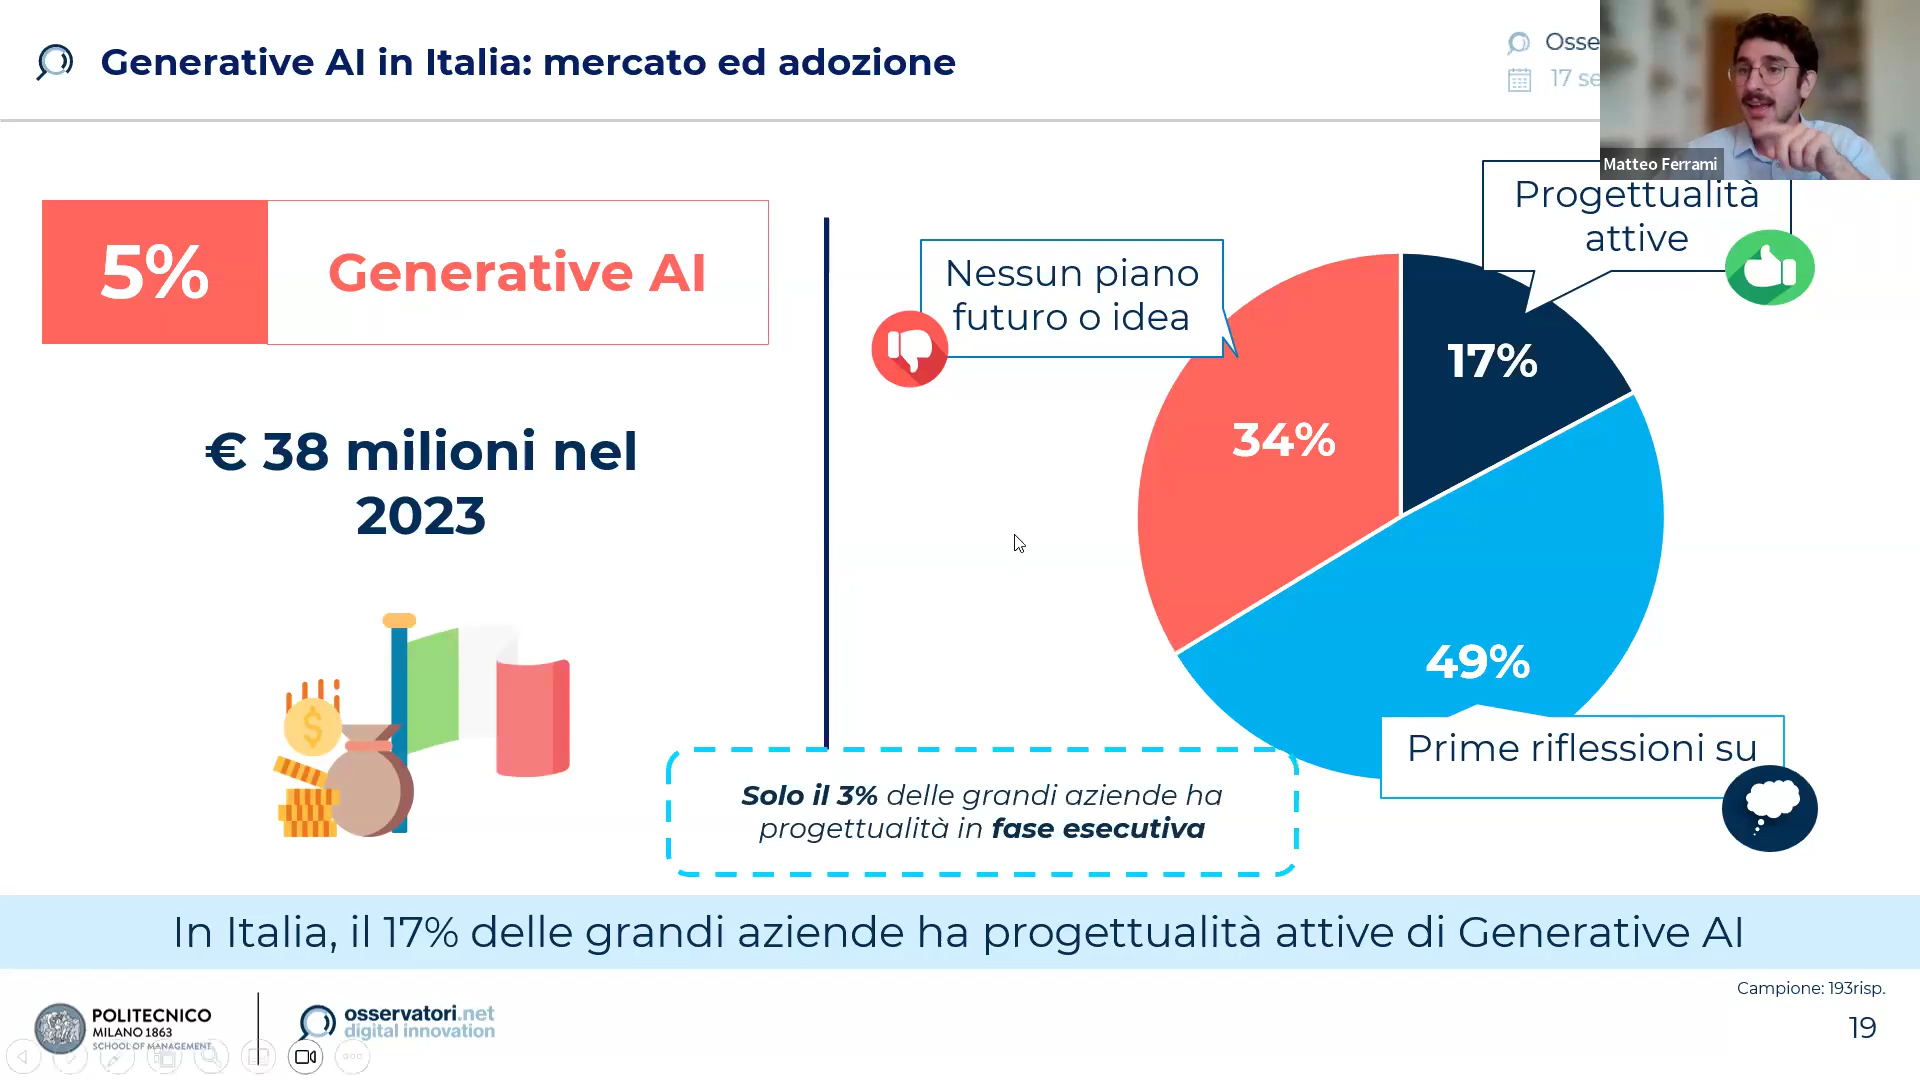 Generative AI in Italia: mercato ed adozione
Osse
17 se
Matteo Ferrami
5%
Generative AI
€ 38 milioni nel
2023
Nessun piano
futuro o idea
Progettualità
attive
17%
34%
49%
Prime riflessioni su
Solo il 3% delle grandi aziende ha
progettualità in fase esecutiva
In Italia, il 17% delle grandi aziende ha progettualità attive di Generative AI
Campione: 193risp.
19
POLITECNICO
MILANO 1863
SCHOOL OF MANAGEMENT
osservatori.net
digital innovation